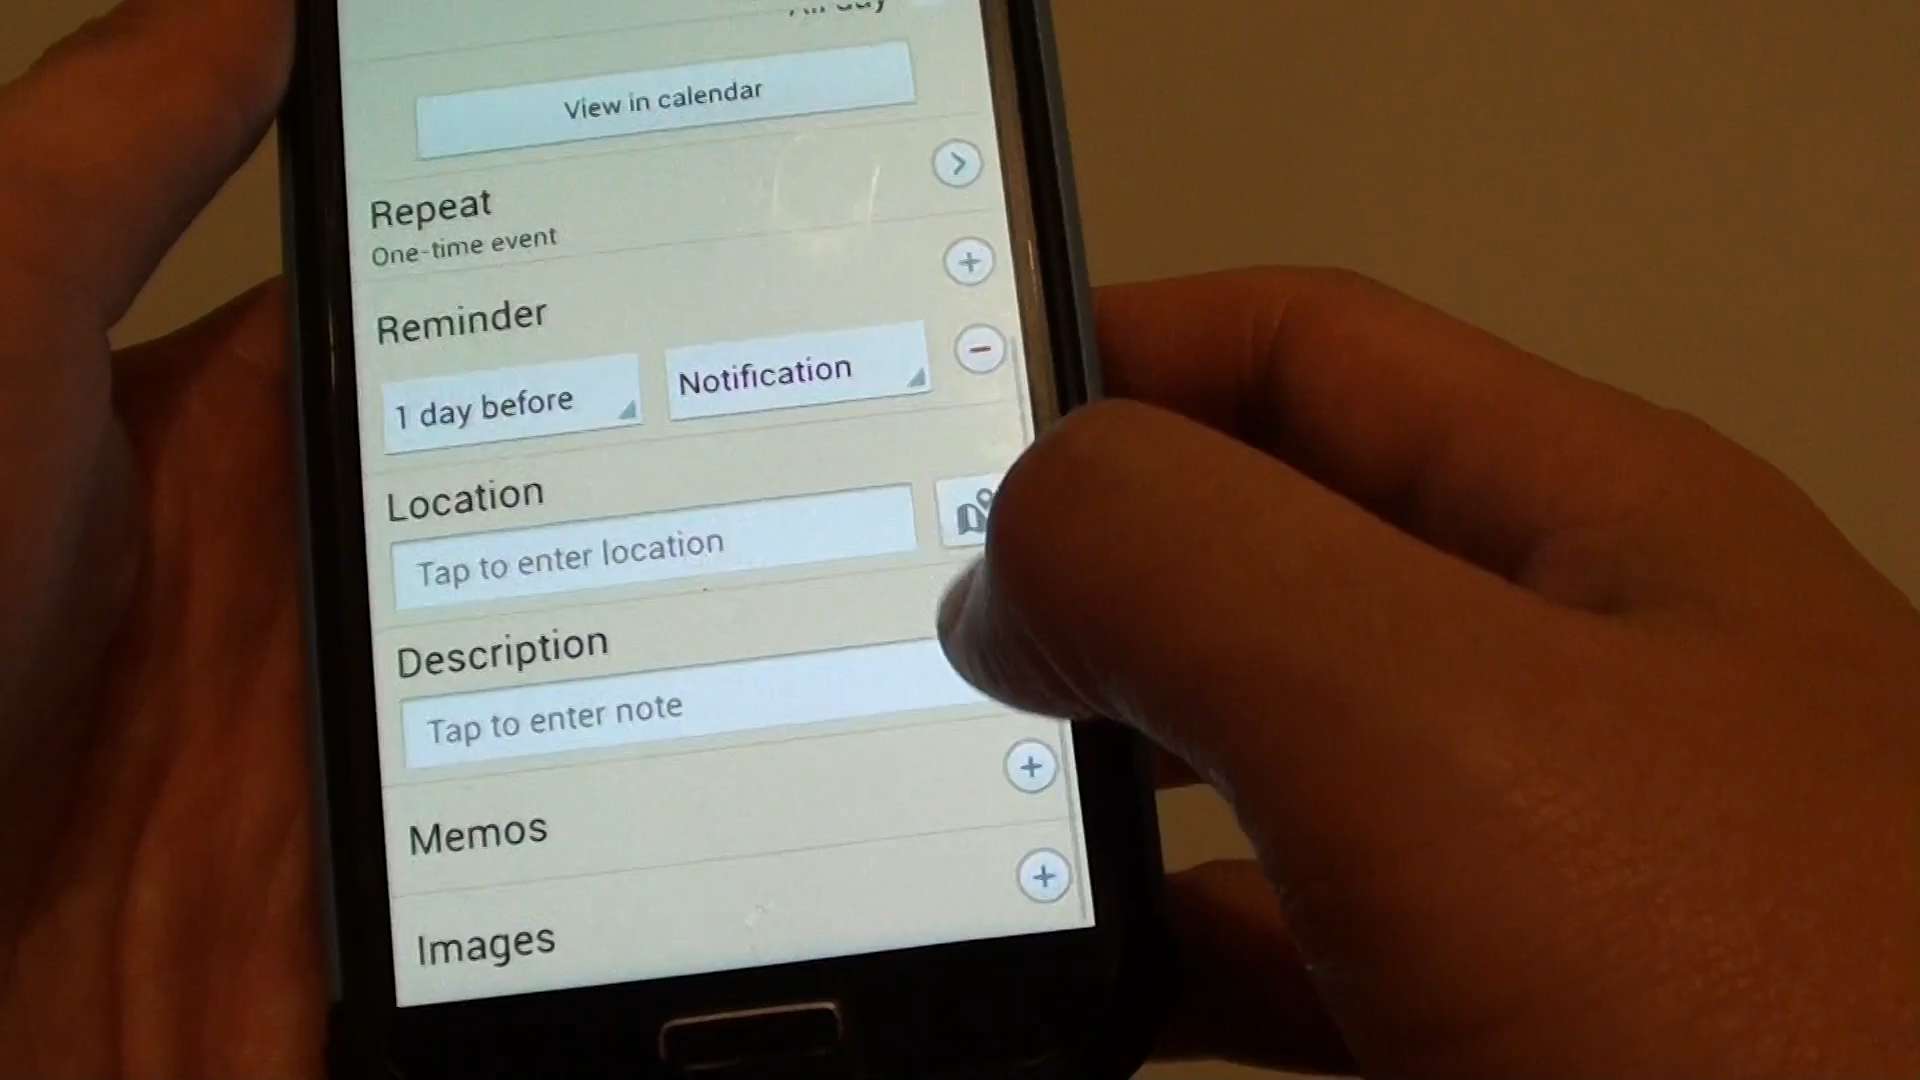 View in calendar
Repeat
One-time event
Reminder
1 day before
Notification
Location
Tap to enter location
Description
Tap to enter note
Memos
Images